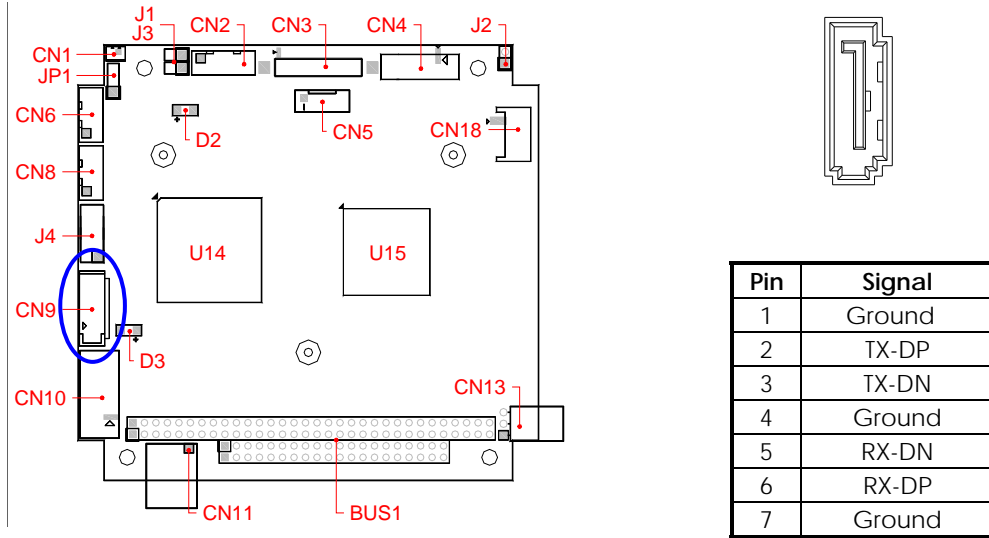 J1
J3
CN2
CN3
CN4
J2
CN1
JP1
CN6
D2
CN5
CN18
CN8
J4
U14
U15
CN9
D3
CN10
CN13
CN11
BUS1
Pin Signal
1 Ground
2 TX-DP
3 TX-DN
4 Ground
5 RX-DN
6 RX-DP
7 Ground